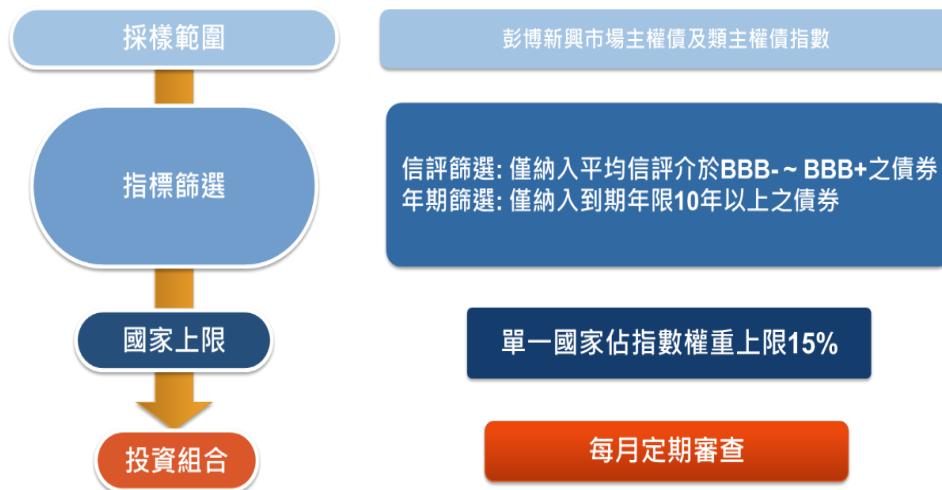 採樣範圍
彭博新興市場主權債及類主權債指數
指標篩選
信評篩選: 僅納入平均信評介於BBB- ~ BBB+之債券
年期篩選: 僅納入到期年限10年以上之債券
國家上限
單一國家佔指數權重上限15%
投資組合
每月定期審查